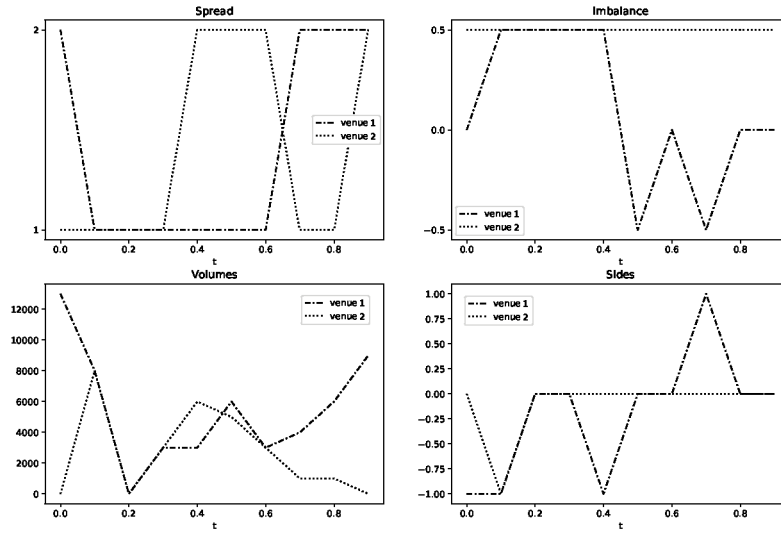 Spread
2
1
0.0 0.2 0.4 0.6 0.8
t
venue 1
venue 2
Imbalance
0.5
0.0
−0.5
0.0 0.2 0.4 0.6 0.8
t
venue 1
venue 2
Volumes
12000
10000
8000
6000
4000
2000
0
0.0 0.2 0.4 0.6 0.8
t
venue 1
venue 2
Sides
1.00
0.75
0.50
0.25
0.00
−0.25
−0.50
−0.75
−1.00
0.0 0.2 0.4 0.6 0.8
t
venue 1
venue 2